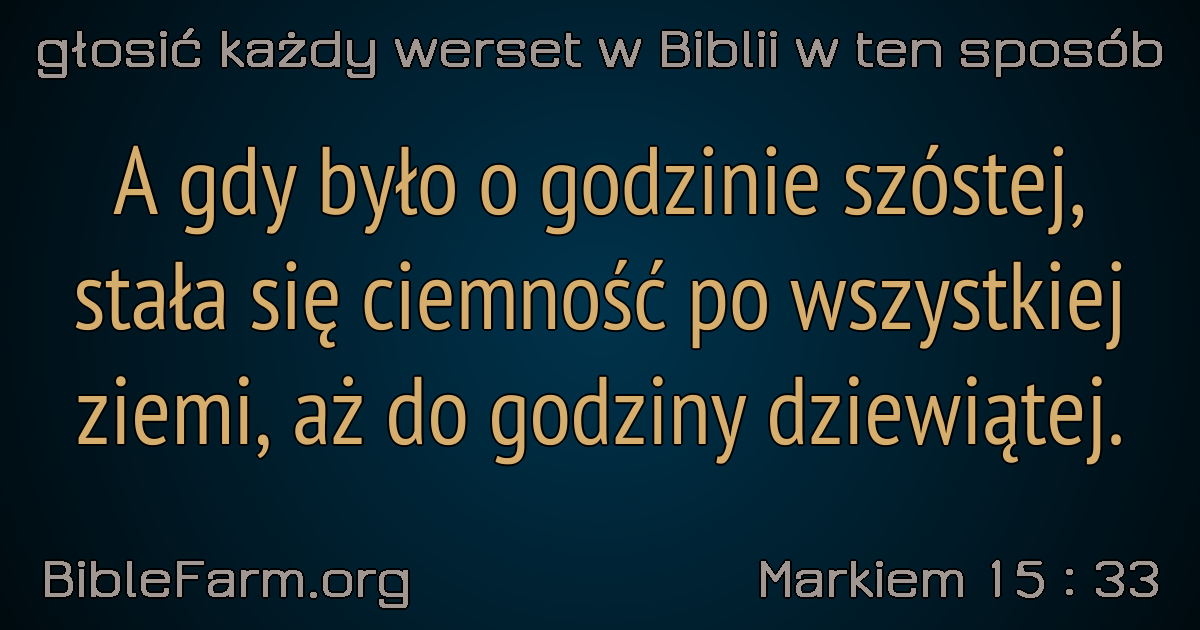 głosić każdy werset w Biblii w ten sposób
A gdy było o godzinie szóstej,
stała się ciemność po wszystkiej
ziemi, aż do godziny dziewiątej.
BibleFarm.org
Markiem 15 : 33